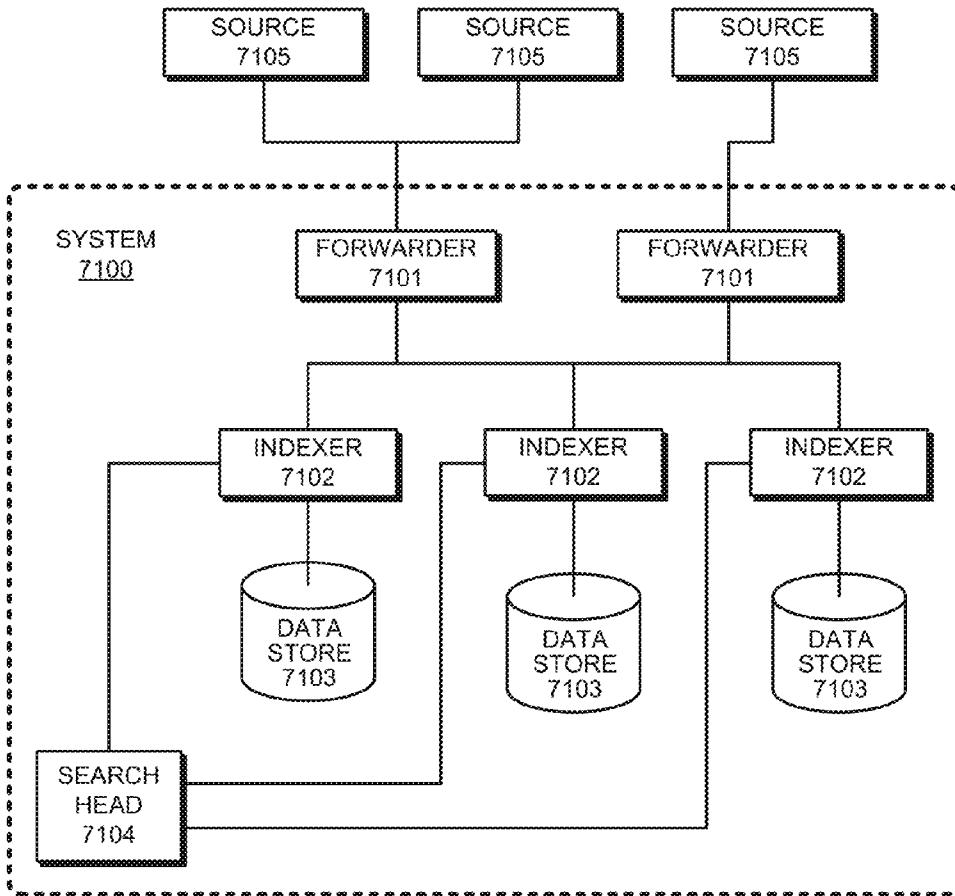 SOURCE
7105
SOURCE
7105
SOURCE
7105
SYSTEM
7100
FORWARDER
7101
FORWARDER
7101
INDEXER
7102
INDEXER
7102
INDEXER
7102
DATA
STORE
7103
DATA
STORE
7103
DATA
STORE
7103
SEARCH
HEAD
7104